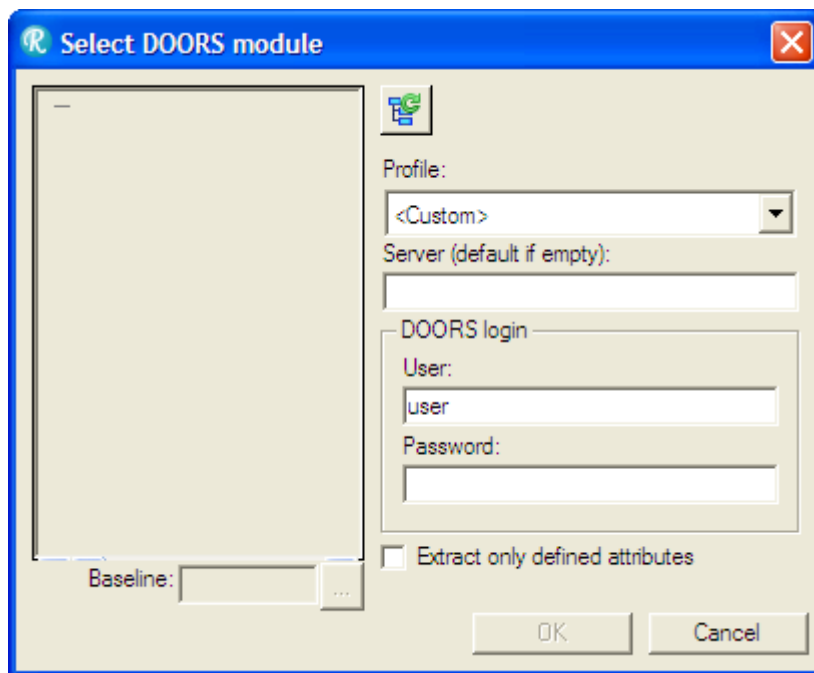 Select DOORS module
Profile:
<Custom>
Server (default if empty):
DOORS login
User:
user
Password:
Extract only defined attributes
Baseline:
...
OK
Cancel